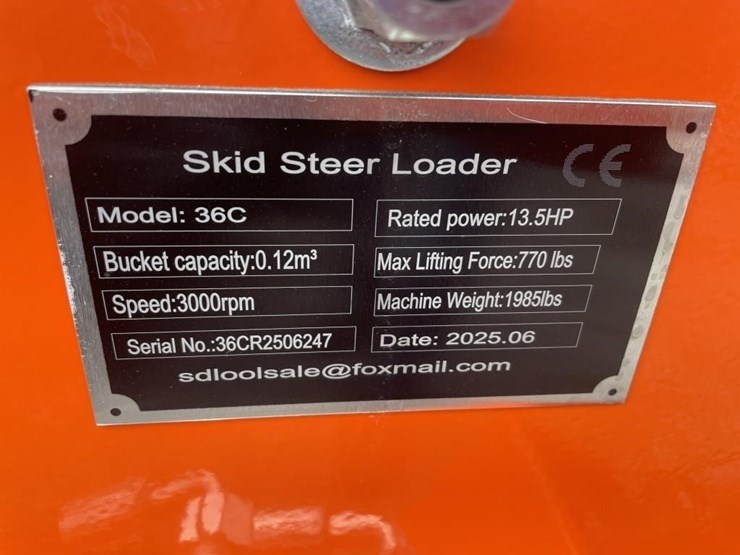 Skid Steer Loader CE
Model: 36C
Rated power:13.5HP
Bucket capacity:0.12m³
Max Lifting Force:770 lbs
Speed:3000rpm
Machine Weight:1985lbs
Serial No.:36CR2506247
Date: 2025.06
sdloolsale@foxmail.com